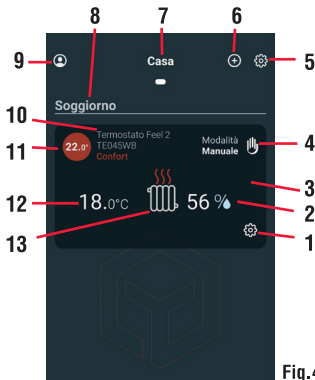 8
7
6
9
Casa
5
Soggiorno
10
Termostato Feel 2
TE045WB
Confort
11
22.0°
Modalità
Manuale
4
3
12
18.0°C
56 %
2
13
1
Fig.4